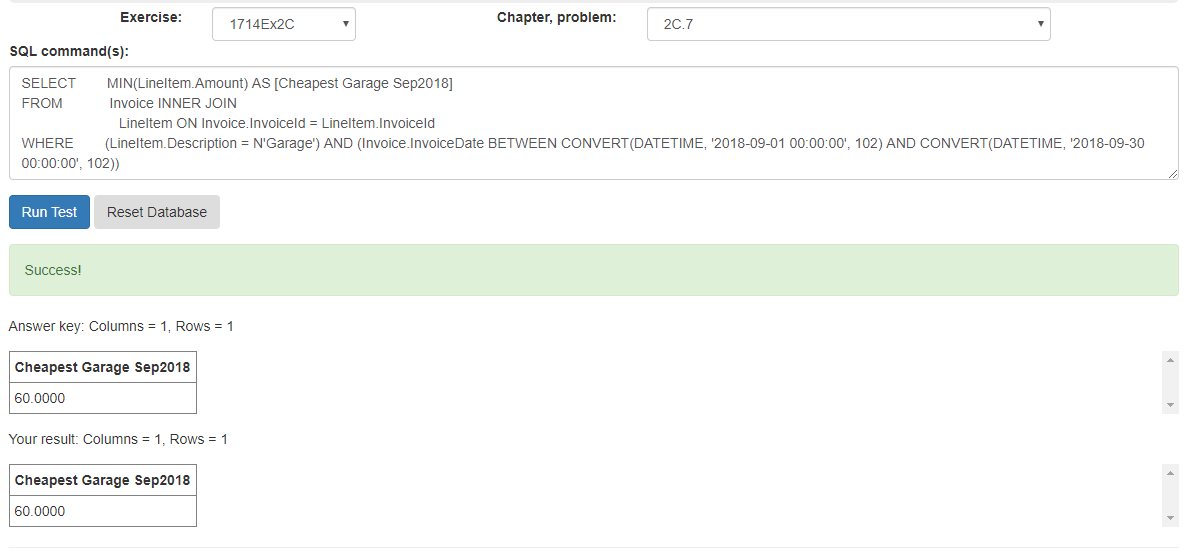 Exercise: 1714Ex2C Chapter, problem: 2C.7
SQL command(s):
SELECT MIN(LineItem.Amount) AS [Cheapest Garage Sep2018]
FROM Invoice INNER JOIN
LineItem ON Invoice.InvoiceId = LineItem.InvoiceId
WHERE (LineItem.Description = N'Garage') AND (Invoice.InvoiceDate BETWEEN CONVERT(DATETIME, '2018-09-01 00:00:00', 102) AND CONVERT(DATETIME, '2018-09-30
00:00:00', 102))
Run Test Reset Database
Success!
Answer key: Columns = 1, Rows = 1
Cheapest Garage Sep2018
60.0000
Your result: Columns = 1, Rows = 1
Cheapest Garage Sep2018
60.0000